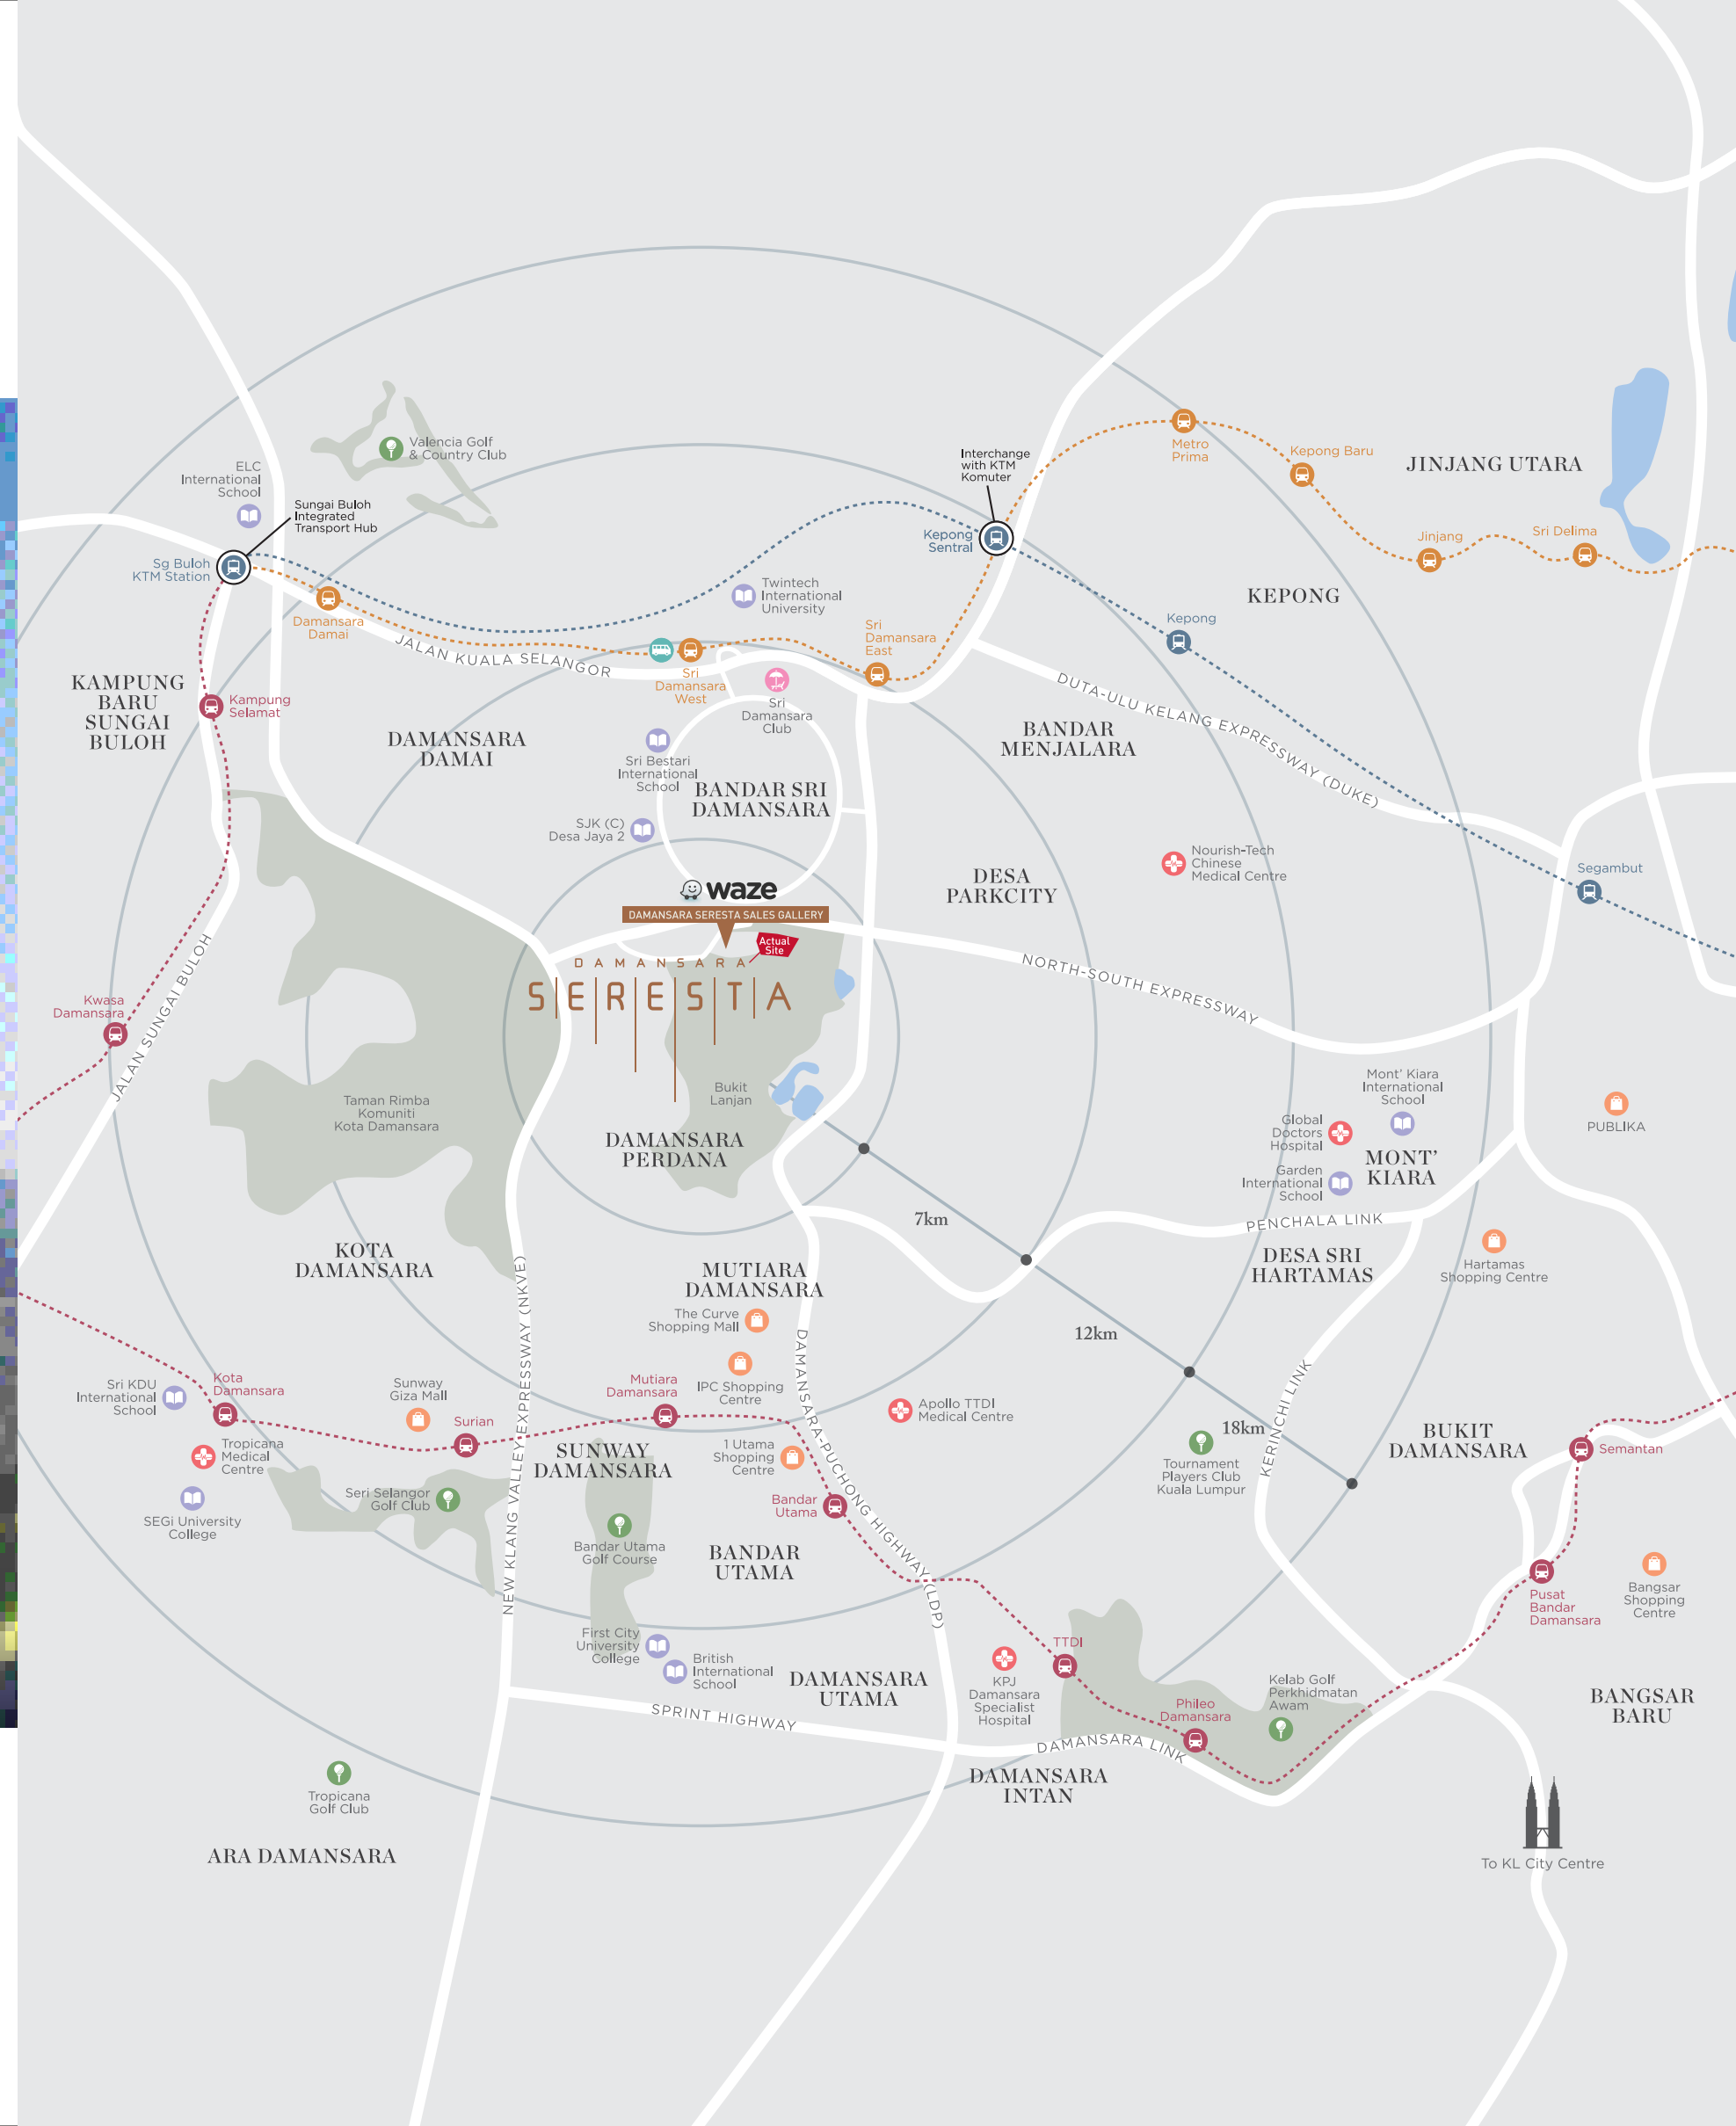 Valencia Golf
& Country Club
ELC
International
School
Sungai Buloh
Integrated
Transport Hub
Sg Buloh
KTM Station
Damansara
Damai
JALAN KUALA SELANGOR
Interchange
with KTM
Komuter
Kepong
Sentral
Metro
Prima
Kepong Baru
JINJANG UTARA
Jinjang
Sri Delima
KEPONG
Kepong
Twintech
International
University
Sri
Damansara
East
Sri
Damansara
West
Sri
Damansara
Club
KAMPUNG
BARU
SUNGAI
BULOH
Kampung
Selamat
DAMANSARA
DAMAI
DUTA-ULU KELANG EXPRESSWAY (DUKE)
BANDAR
MENJALARA
Sri Bestari
International
School
BANDAR SRI
DAMANSARA
SJK (C)
Desa Jaya 2
Nourish-Tech
Chinese
Medical Centre
DESA
PARKCITY
Segambut
waze
DAMANSARA SERESTA SALES GALLERY
Actual
Site
DAMANSARA
SERESTA
NORTH-SOUTH EXPRESSWAY
JALAN SUNGAI BULOH
Kwasa
Damansara
Taman Rimba
Komuniti
Kota Damansara
Bukit
Lanjan
DAMANSARA
PERDANA
Mont' Kiara
International
School
Global
Doctors
Hospital
MONT'
KIARA
Garden
International
School
PUBLIKA
PENCHALA LINK
7km
KOTA
DAMANSARA
MUTIARA
DAMANSARA
DESA SRI
HARTAMAS
Hartamas
Shopping Centre
The Curve
Shopping Mall
12km
IPC Shopping
Centre
NEW KLANG VALLEY EXPRESSWAY (NKVE)
DAMANSARA-PUCHONG HIGHWAY (LDP)
KERINCHI LINK
Sri KDU
International
School
Kota
Damansara
Sunway
Giza Mall
Mutiara
Damansara
Surian
Apollo TTDI
Medical Centre
18km
Tropicana
Medical
Centre
SUNWAY
DAMANSARA
1 Utama
Shopping
Centre
Tournament
Players Club
Kuala Lumpur
BUKIT
DAMANSARA
Semantan
Seri Selangor
Golf Club
SEGi University
College
Bandar
Utama
Bandar Utama
Golf Course
BANDAR
UTAMA
Pusat
Bandar
Damansara
Bangsar
Shopping
Centre
First City
University
College
British
International
School
DAMANSARA
UTAMA
TTDI
KPJ
Damansara
Specialist
Hospital
Phileo
Damansara
Kelab Golf
Perkhidmatan
Awam
BANGSAR
BARU
SPRINT HIGHWAY
DAMANSARA LINK
DAMANSARA
INTAN
Tropicana
Golf Club
ARA DAMANSARA
To KL City Centre